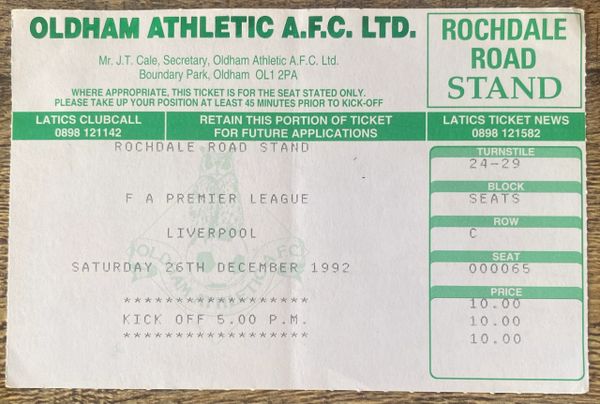 OLDHAM ATHLETIC A.F.C. LTD.
Mr. J.T. Cale, Secretary, Oldham Athletic A.F.C. Ltd.
Boundary Park, Oldham OL1 2PA
WHERE APPROPRIATE, THIS TICKET IS FOR THE SEAT STATED ONLY.
PLEASE TAKE UP YOUR POSITION AT LEAST 45 MINUTES PRIOR TO KICK-OFF
ROCHDALE
ROAD
STAND
LATICS CLUBCALL
0898 121142
RETAIN THIS PORTION OF TICKET
FOR FUTURE APPLICATIONS
LATICS TICKET NEWS
0898 121582
ROCHDALE ROAD STAND
F A PREMIER LEAGUE
LIVERPOOL
SATURDAY 26TH DECEMBER 1992
******************
KICK OFF 5.00 P.M.
******************
OLDHAM ATHLETIC AFC
TURNSTILE
24-29
BLOCK
SEATS
ROW
C
SEAT
000065
PRICE
10.00
10.00
10.00